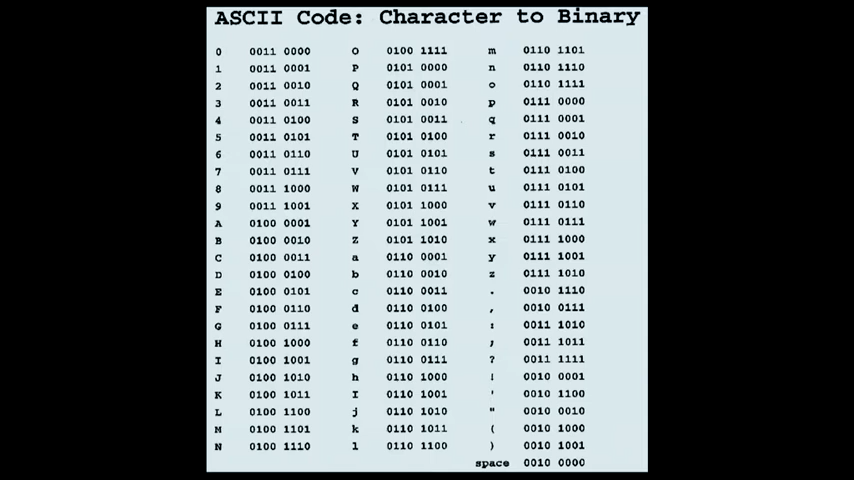 ASCII Code: Character to Binary
0 0011 0000 O 0100 1111 m 0110 1101
1 0011 0001 P 0101 0000 n 0110 1110
2 0011 0010 Q 0101 0001 o 0110 1111
3 0011 0011 R 0101 0010 p 0111 0000
4 0011 0100 S 0101 0011 q 0111 0001
5 0011 0101 T 0101 0100 r 0111 0010
6 0011 0110 U 0101 0101 s 0111 0011
7 0011 0111 V 0101 0110 t 0111 0100
8 0011 1000 W 0101 0111 u 0111 0101
9 0011 1001 X 0101 1000 v 0111 0110
A 0100 0001 Y 0101 1001 w 0111 0111
B 0100 0010 Z 0101 1010 x 0111 1000
C 0100 0011 a 0110 0001 y 0111 1001
D 0100 0100 b 0110 0010 z 0111 1010
E 0100 0101 c 0110 0011 . 0010 1110
F 0100 0110 d 0110 0100 , 0010 0111
G 0100 0111 e 0110 0101 : 0011 1010
H 0100 1000 f 0110 0110 ; 0011 1011
I 0100 1001 g 0110 0111 ? 0011 1111
J 0100 1010 h 0110 1000 ! 0010 0001
K 0100 1011 I 0110 1001 ' 0010 1100
L 0100 1100 j 0110 1010 " 0010 0010
M 0100 1101 k 0110 1011 ( 0010 1000
N 0100 1110 l 0110 1100 ) 0010 1001
space 0010 0000